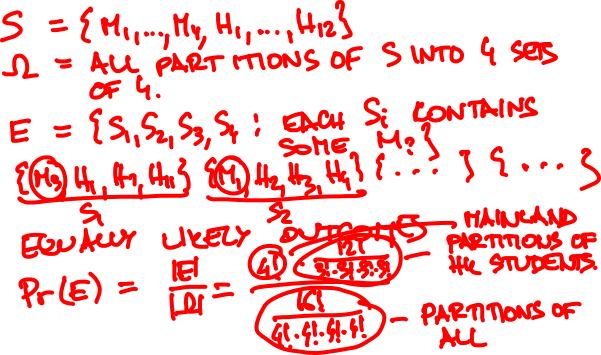 S = {M₁,...,M₄, H₁,...,H₁₂}
Ω = ALL PARTITIONS OF S INTO 4 SETS
OF 4.
E = {S₁,S₂,S₃,S₄ : EACH Sᵢ CONTAINS
SOME M?}
{M₃, H₁, H₇, H₁₁} {M₁, H₂, H₃, H₄} {....} {....}
S₁ S₂
EQUALLY LIKELY OUTCOMES
MAINLAND
Pr(E) = |E| / |Ω| = 4! 12! / 3!·3!·3!·3! / 16! / 4!·4!·4!·4!
PARTITIONS OF
HK STUDENTS.
PARTITIONS OF
ALL